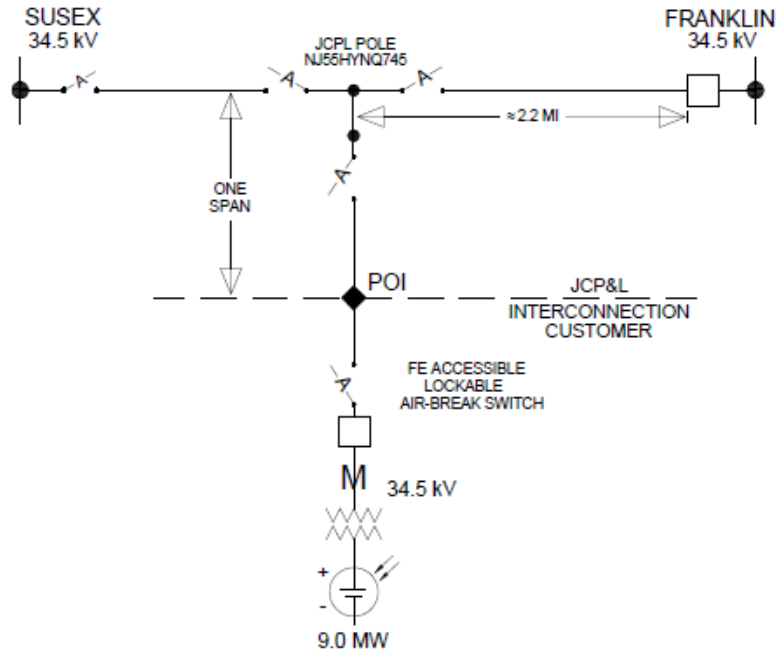 SUSEX
34.5 kV
FRANKLIN
34.5 kV
JCPL POLE
NJ55HYNQ745
A
A
A
≈2.2 MI
A
ONE
SPAN
POI
JCP&L
INTERCONNECTION
CUSTOMER
FE ACCESSIBLE
LOCKABLE
AIR-BREAK SWITCH
A
M
34.5 kV
+
-
9.0 MW